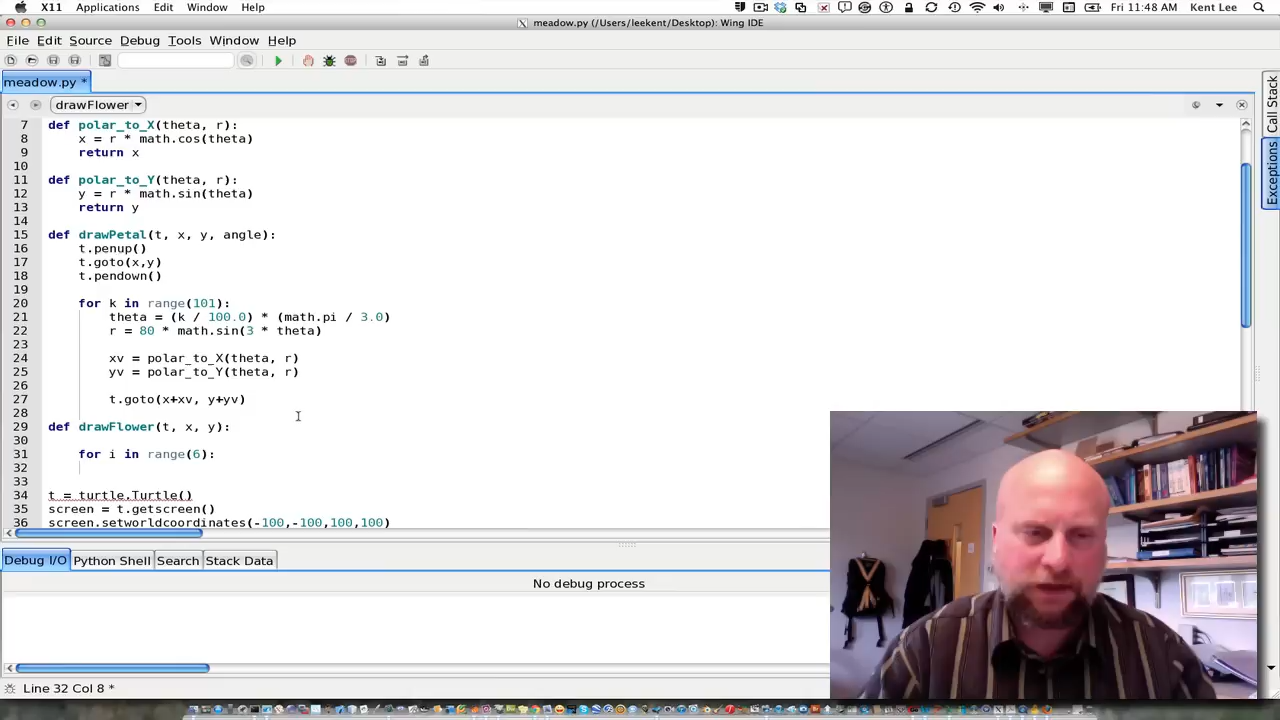 X11 Applications Edit Window Help Fri 11:48 AM Kent Lee
meadow.py (/Users/leekent/Desktop): Wing IDE
File Edit Source Debug Tools Window Help
meadow.py *
drawFlower
7 def polar_to_X(theta, r):
8 x = r * math.cos(theta)
9 return x
10
11 def polar_to_Y(theta, r):
12 y = r * math.sin(theta)
13 return y
14
15 def drawPetal(t, x, y, angle):
16 t.penup()
17 t.goto(x,y)
18 t.pendown()
19
20 for k in range(101):
21 theta = (k / 100.0) * (math.pi / 3.0)
22 r = 80 * math.sin(3 * theta)
23
24 xv = polar_to_X(theta, r)
25 yv = polar_to_Y(theta, r)
26
27 t.goto(x+xv, y+yv)
28
29 def drawFlower(t, x, y):
30
31 for i in range(6):
32
33
34 t = turtle.Turtle()
35 screen = t.getscreen()
36 screen.setworldcoordinates(-100,-100,100,100)
Call Stack
Exceptions
Debug I/O Python Shell Search Stack Data
No debug process
Line 32 Col 8 *